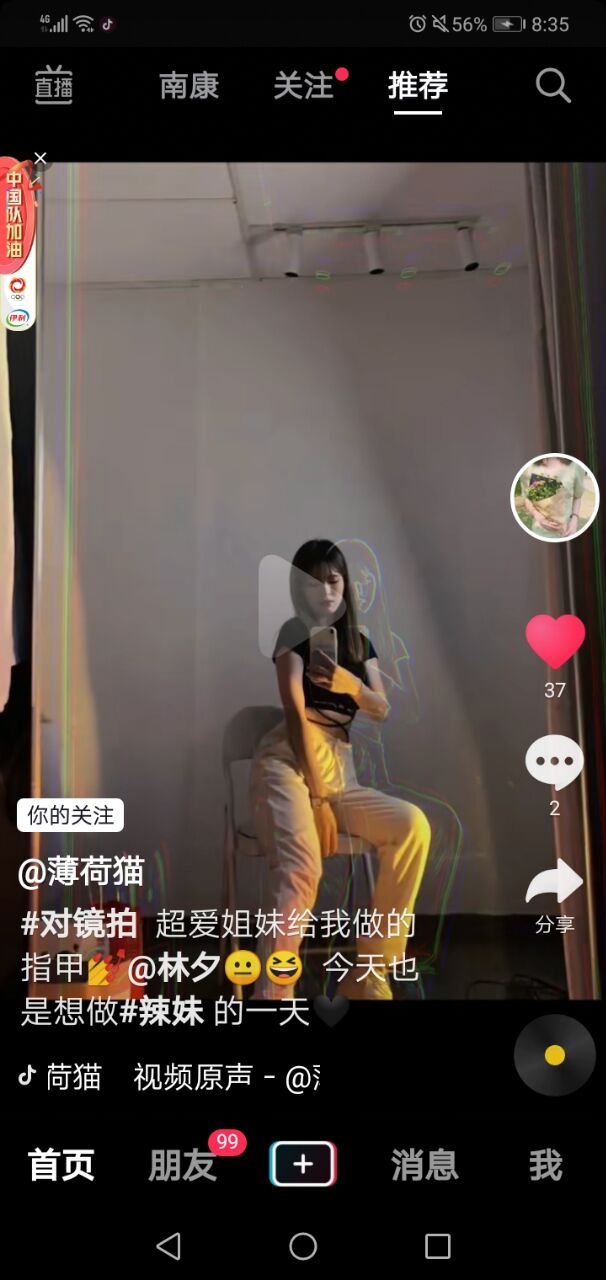 4G 56% 8:35
直播 南康 关注 推荐
中国队加油
伊利
你的关注
@薄荷猫
#对镜拍 超爱姐妹给我做的
指甲💅@林夕😐😆 今天也
是想做#辣妹 的一天🖤
荷猫 视频原声 - @
37
2
分享
首页 朋友 99 消息 我